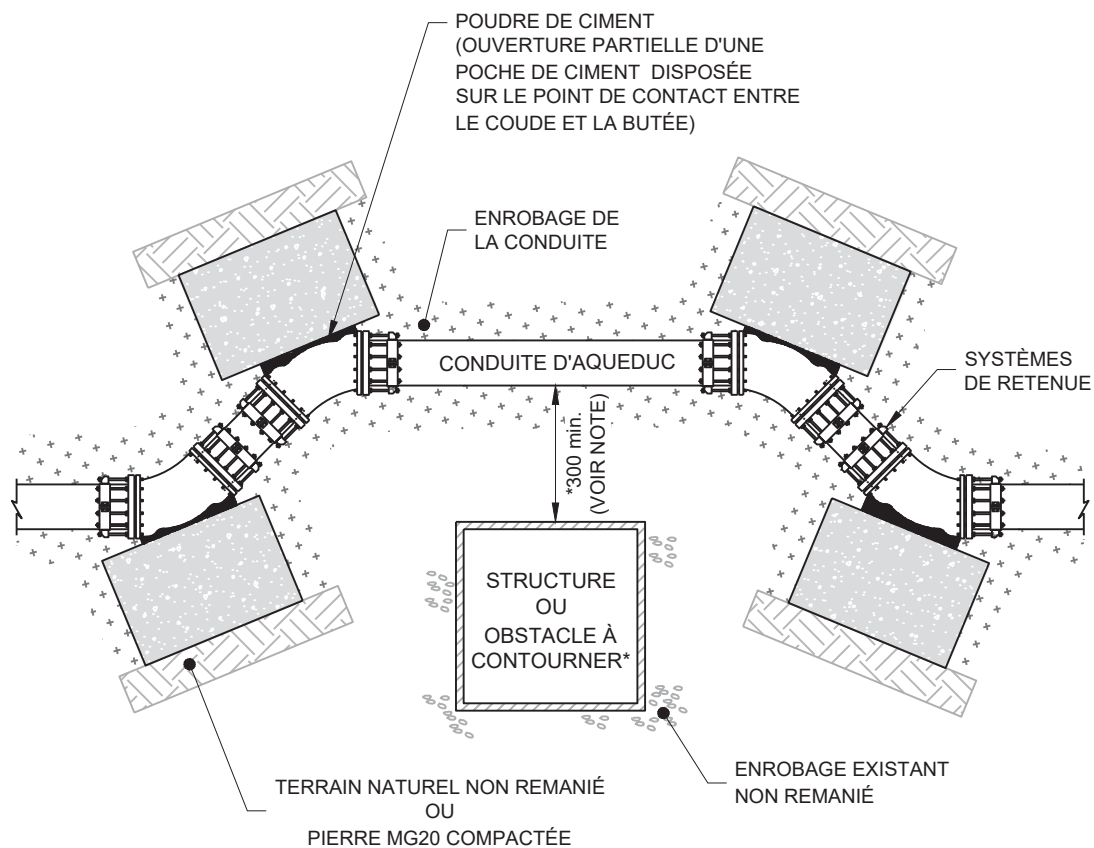 POUDRE DE CIMENT
(OUVERTURE PARTIELLE D'UNE
POCHE DE CIMENT DISPOSÉE
SUR LE POINT DE CONTACT ENTRE
LE COUDE ET LA BUTÉE)
ENROBAGE DE
LA CONDUITE
CONDUITE D'AQUEDUC
SYSTÈMES
DE RETENUE
*300 min.
(VOIR NOTE)
STRUCTURE
OU
OBSTACLE À
CONTOURNER*
TERRAIN NATUREL NON REMANIÉ
OU
PIERRE MG20 COMPACTÉE
ENROBAGE EXISTANT
NON REMANIÉ